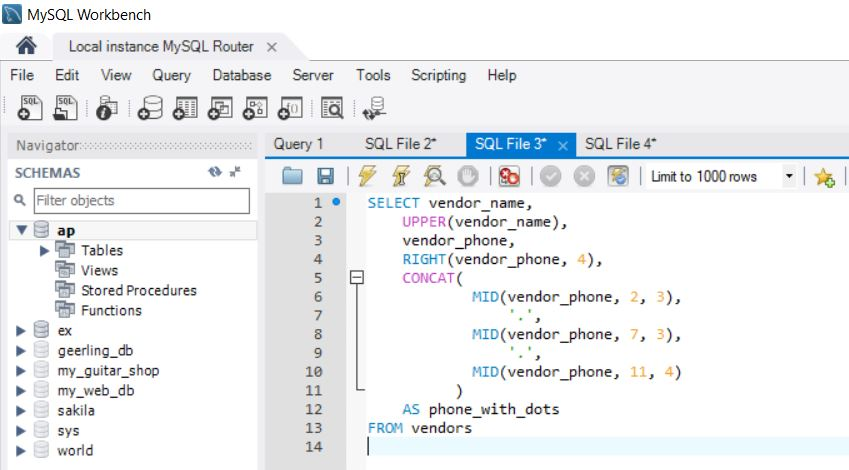 MySQL Workbench
Local instance MySQL Router
File Edit View Query Database Server Tools Scripting Help
SQL SQL
Navigator
Query 1 SQL File 2* SQL File 3* SQL File 4*
SCHEMAS
Limit to 1000 rows
Filter objects
ap
Tables
Views
Stored Procedures
Functions
ex
geerling_db
my_guitar_shop
my_web_db
sakila
sys
world
1 SELECT vendor_name,
2 UPPER(vendor_name),
3 vendor_phone,
4 RIGHT(vendor_phone, 4),
5 CONCAT(
6 MID(vendor_phone, 2, 3),
7 '.',
8 MID(vendor_phone, 7, 3),
9 '.',
10 MID(vendor_phone, 11, 4)
11 )
12 AS phone_with_dots
13 FROM vendors
14